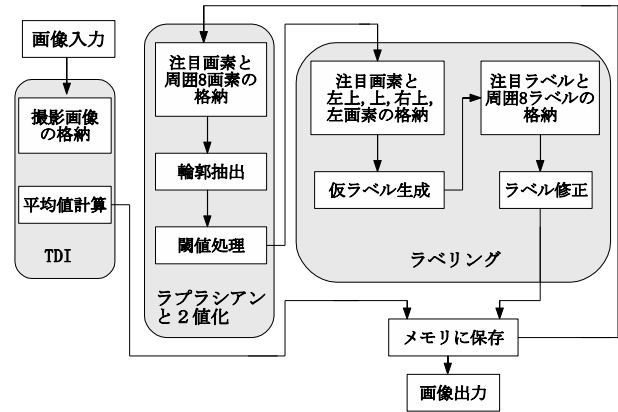 画像入力
撮影画像
の格納
平均値計算
TDI
注目画素と
周囲8画素の
格納
輪郭抽出
閾値処理
ラプラシアン
と２値化
注目画素と
左上, 上, 右上,
左画素の格納
仮ラベル生成
注目ラベルと
周囲8ラベルの
格納
ラベル修正
ラベリング
メモリに保存
画像出力